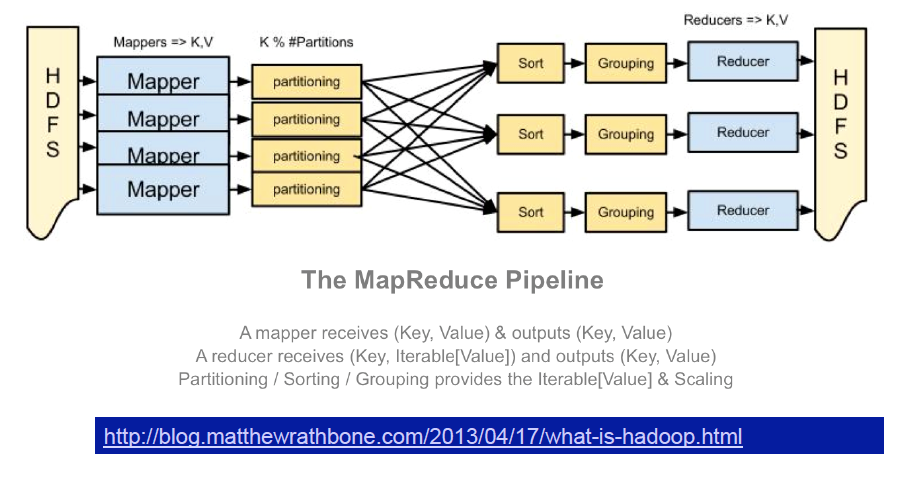 Mappers => K,V
K % #Partitions
Reducers => K,V
HDFS
Mapper
Mapper
Mapper
Mapper
partitioning
partitioning
partitioning
partitioning
Sort
Grouping
Reducer
Sort
Grouping
Reducer
Sort
Grouping
Reducer
HDFS
The MapReduce Pipeline
A mapper receives (Key, Value) & outputs (Key, Value)
A reducer receives (Key, Iterable[Value]) and outputs (Key, Value)
Partitioning / Sorting / Grouping provides the Iterable[Value] & Scaling
http://blog.matthewrathbone.com/2013/04/17/what-is-hadoop.html